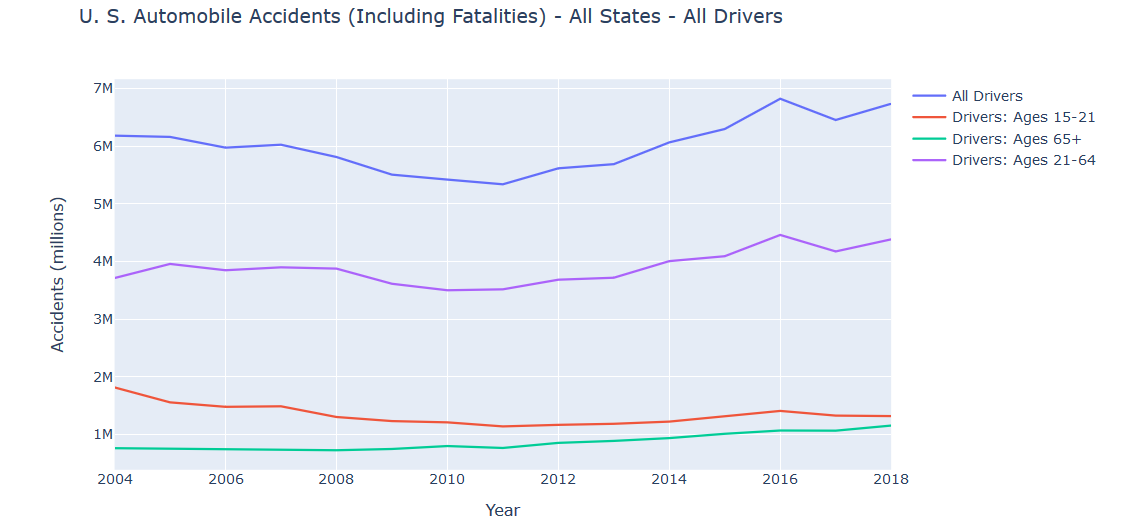 U. S. Automobile Accidents (Including Fatalities) - All States - All Drivers
7M
6M
5M
4M
3M
2M
1M
Accidents (millions)
2004 2006 2008 2010 2012 2014 2016 2018
Year
All Drivers
Drivers: Ages 15-21
Drivers: Ages 65+
Drivers: Ages 21-64